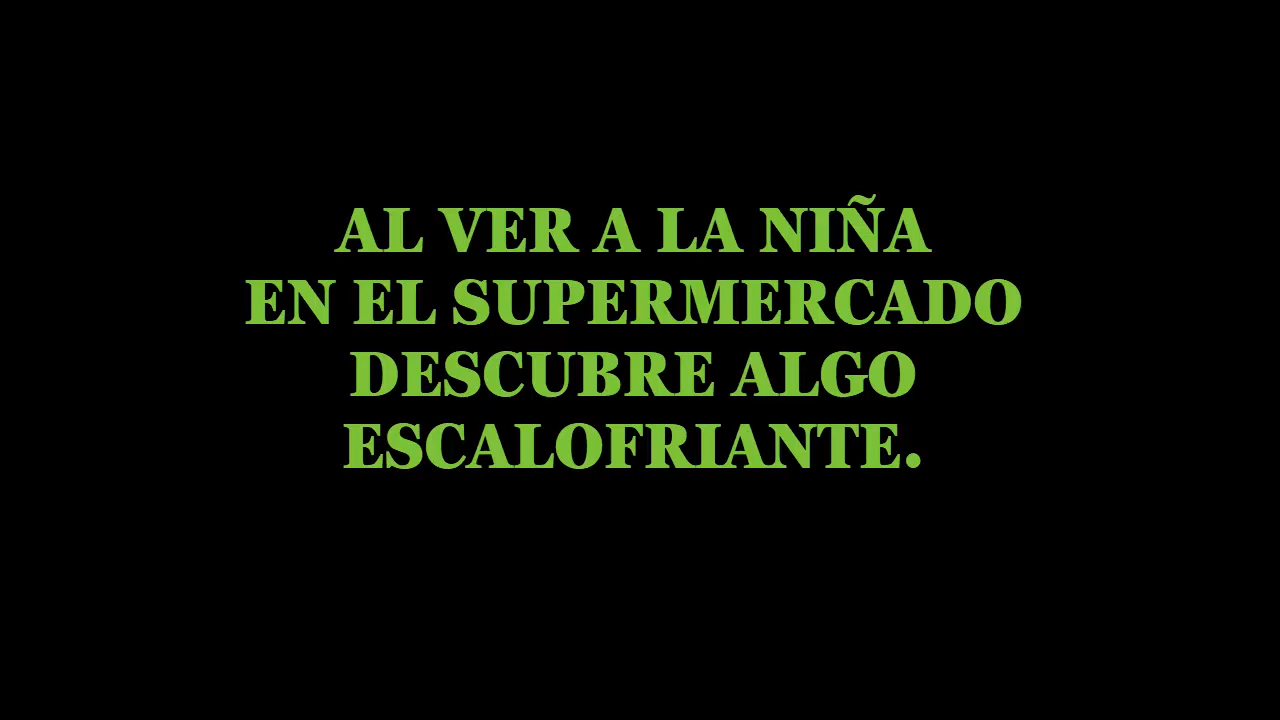 AL VER A LA NIÑA
EN EL SUPERMERCADO
DESCUBRE ALGO
ESCALOFRIANTE.